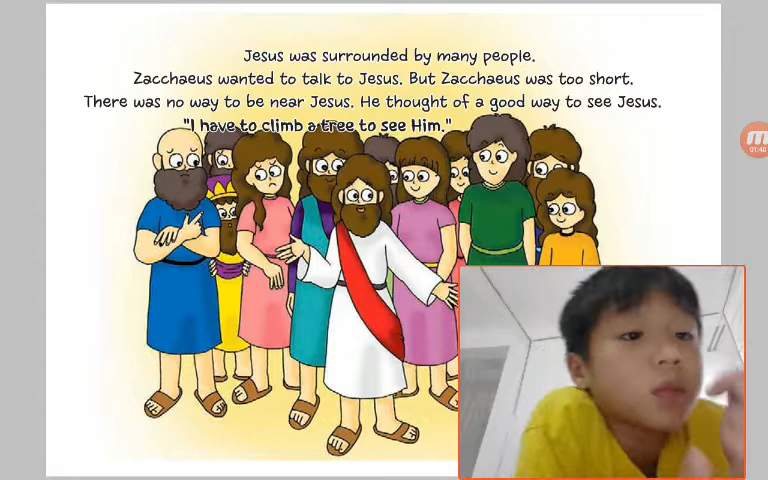 Jesus was surrounded by many people.
Zacchaeus wanted to talk to Jesus. But Zacchaeus was too short.
There was no way to be near Jesus. He thought of a good way to see Jesus.
"I have to climb a tree to see Him."
01:40